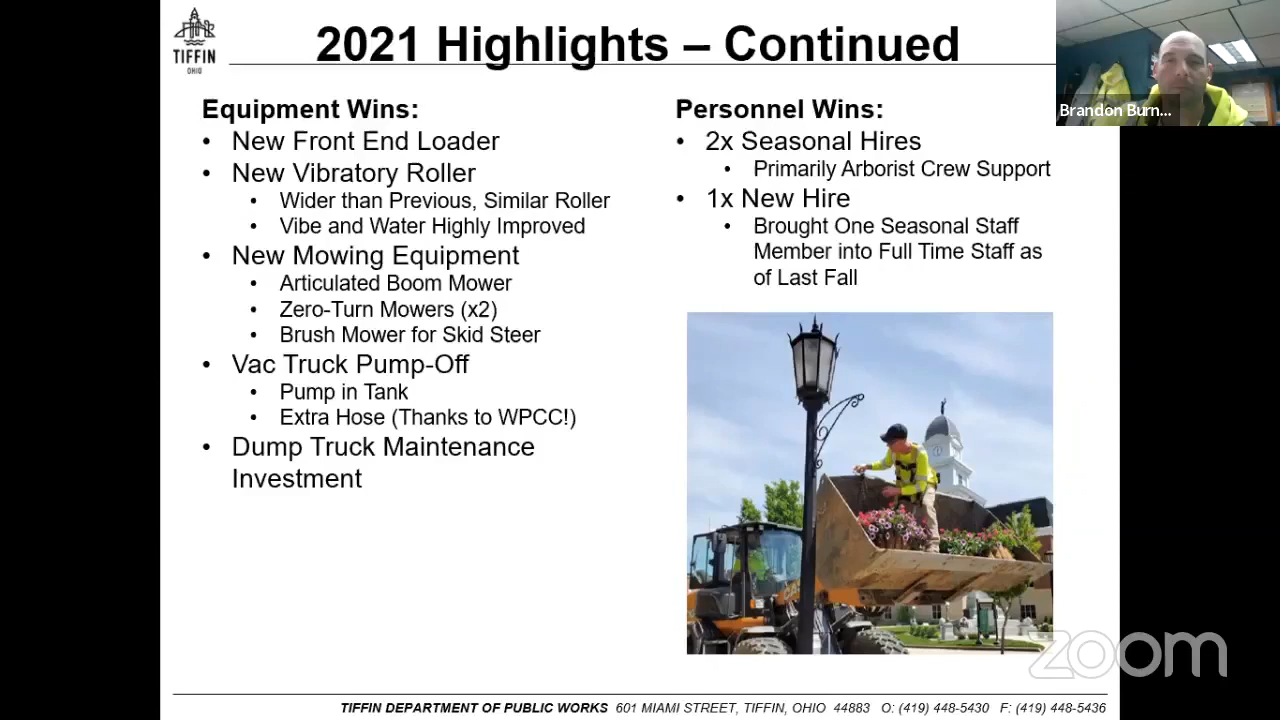 TIFFIN
OHIO
2021 Highlights – Continued
Brandon Burn...
Equipment Wins:
• New Front End Loader
• New Vibratory Roller
• Wider than Previous, Similar Roller
• Vibe and Water Highly Improved
• New Mowing Equipment
• Articulated Boom Mower
• Zero-Turn Mowers (x2)
• Brush Mower for Skid Steer
• Vac Truck Pump-Off
• Pump in Tank
• Extra Hose (Thanks to WPCC!)
• Dump Truck Maintenance
Investment
Personnel Wins:
• 2x Seasonal Hires
• Primarily Arborist Crew Support
• 1x New Hire
• Brought One Seasonal Staff
Member into Full Time Staff as
of Last Fall
zoom
TIFFIN DEPARTMENT OF PUBLIC WORKS 601 MIAMI STREET, TIFFIN, OHIO 44883 O: (419) 448-5430 F: (419) 448-5436